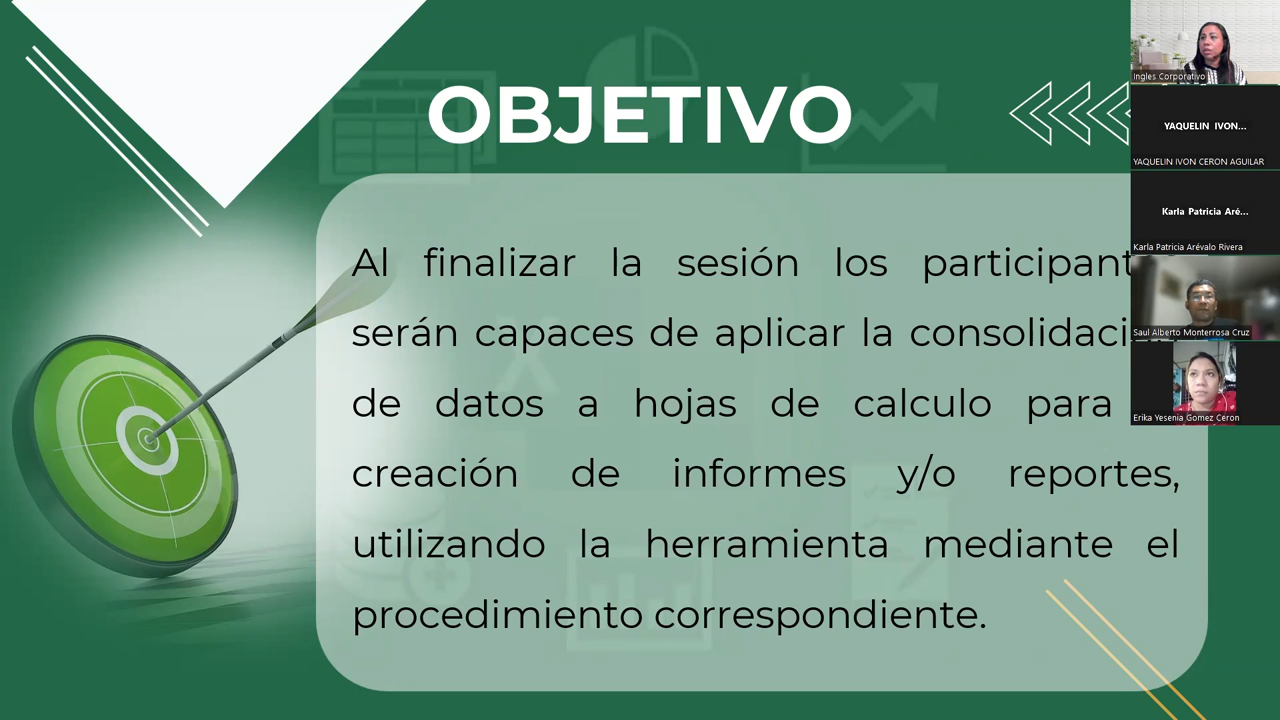 OBJETIVO
Al finalizar la sesión los
serán capaces de aplicar la
de datos a hojas de calculo para
creación de informes y/o reportes,
utilizando la herramienta mediante el
procedimiento correspondiente.
Ingles Corporativo
YAQUELIN IVON...
YAQUELIN IVON CERON AGUILAR
Karla Patricia Aré...
Karla Patricia Arévalo Rivera
Saul Alberto Monterrosa Cruz
Erika Yesenia Gomez Ceron